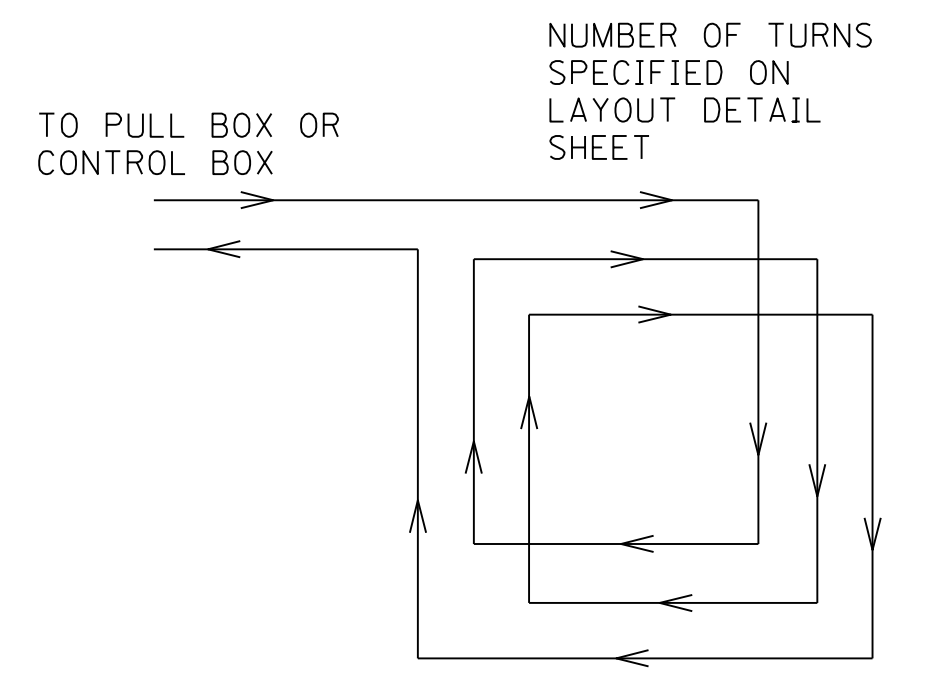 NUMBER OF TURNS
SPECIFIED ON
LAYOUT DETAIL
SHEET
TO PULL BOX OR
CONTROL BOX